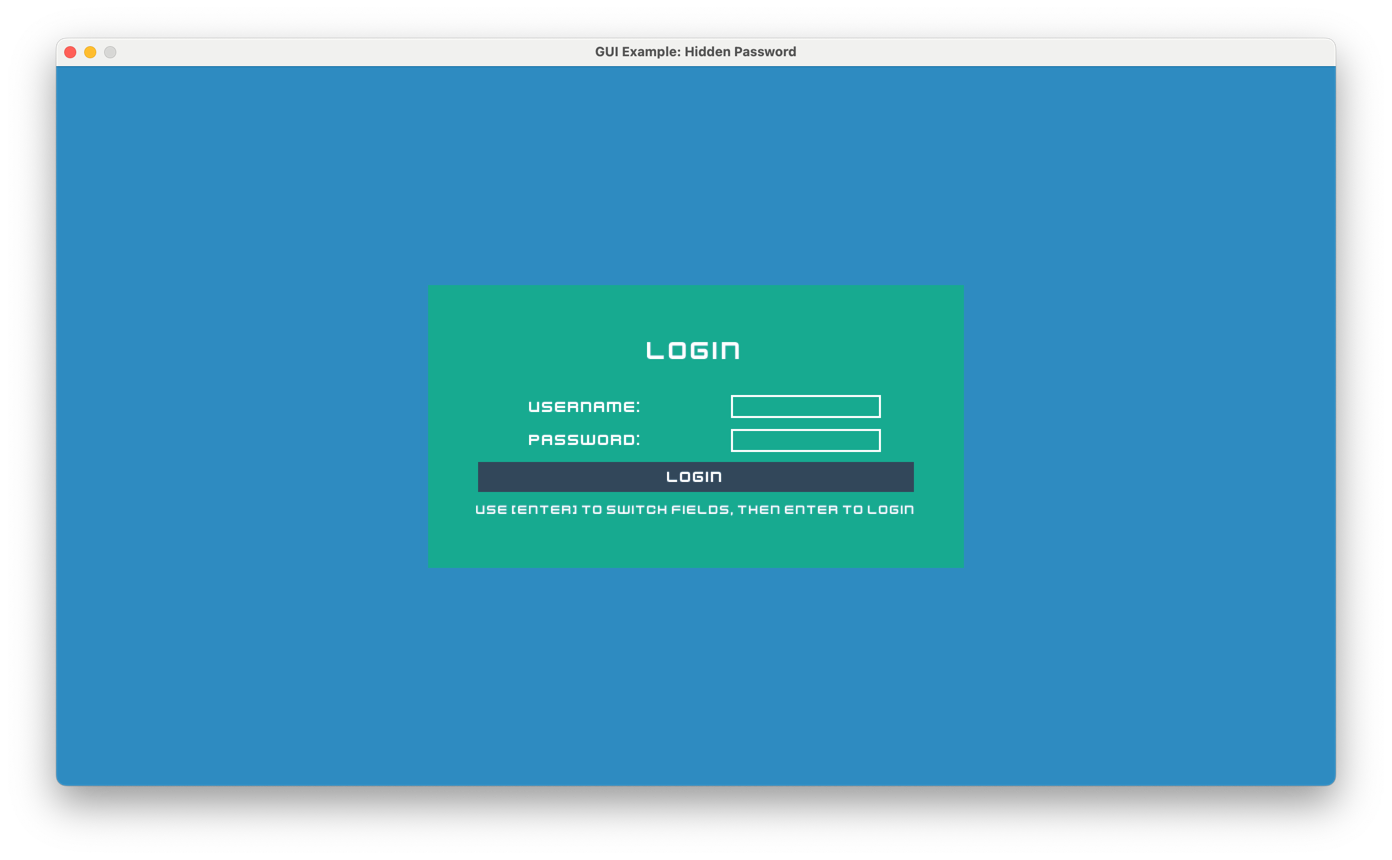 GUI Example: Hidden Password
LOGIN
USERNAME:
PASSWORD:
LOGIN
USE [ENTER] TO SWITCH FIELDS, THEN ENTER TO LOGIN